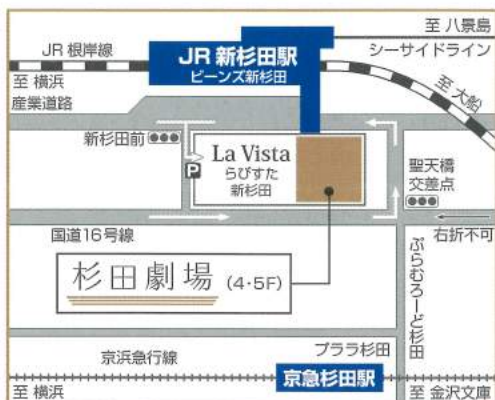 至 八景島
JR 根岸線
JR 新杉田駅
ビーンズ新杉田
シーサイドライン
至 横浜
至 大船
産業道路
新杉田前
La Vista
らびすた
新杉田
P
聖天橋
交差点
国道16号線
右折不可
杉田劇場 (4・5F)
ぷらむろーど杉田
プララ杉田
京浜急行線
京急杉田駅
至 横浜
至 金沢文庫